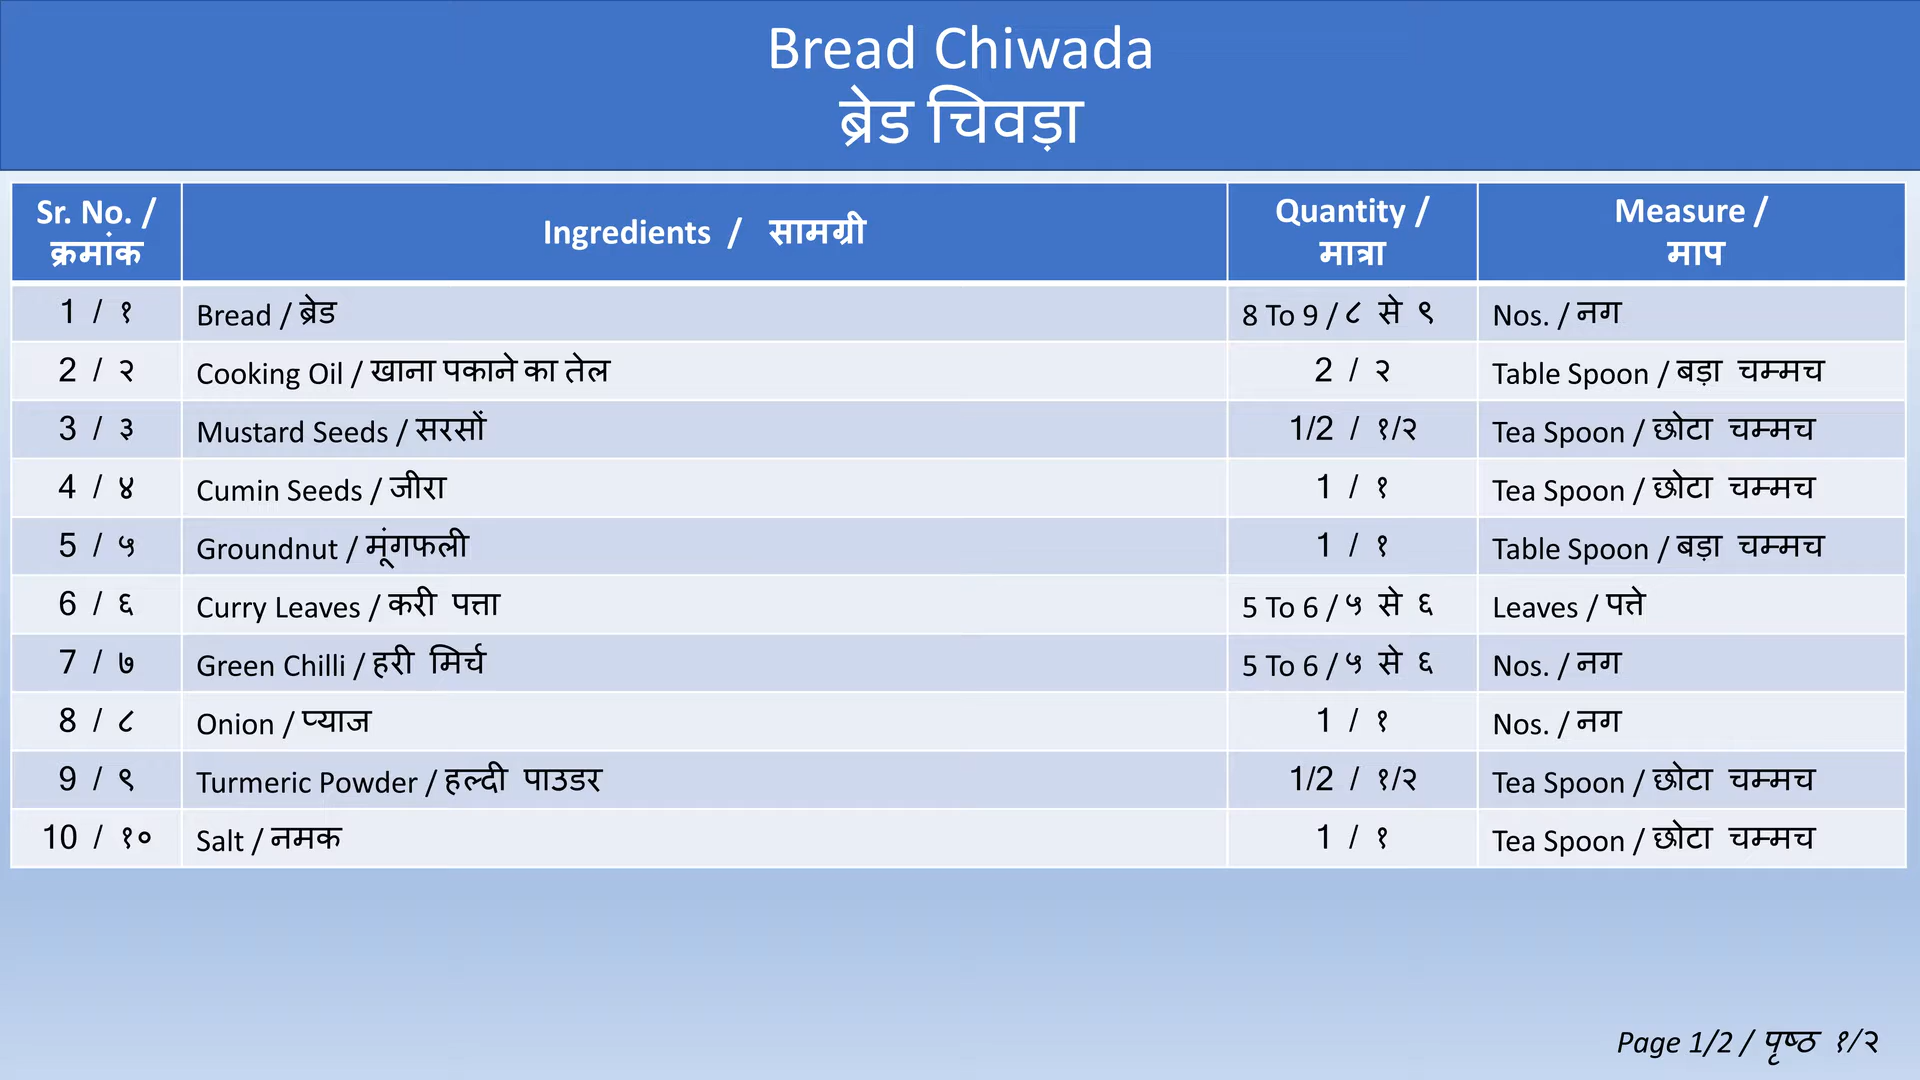 Bread Chiwada
ब्रेड चिवड़ा
Sr. No. / क्रमांक Ingredients / सामग्री Quantity / मात्रा Measure / माप
1 / १ Bread / ब्रेड 8 To 9 / ८ से ९ Nos. / नग
2 / २ Cooking Oil / खाना पकाने का तेल 2 / २ Table Spoon / बड़ा चम्मच
3 / ३ Mustard Seeds / सरसों 1/2 / १/२ Tea Spoon / छोटा चम्मच
4 / ४ Cumin Seeds / जीरा 1 / १ Tea Spoon / छोटा चम्मच
5 / ५ Groundnut / मूंगफली 1 / १ Table Spoon / बड़ा चम्मच
6 / ६ Curry Leaves / करी पत्ता 5 To 6 / ५ से ६ Leaves / पत्ते
7 / ७ Green Chilli / हरी मिर्च 5 To 6 / ५ से ६ Nos. / नग
8 / ८ Onion / प्याज 1 / १ Nos. / नग
9 / ९ Turmeric Powder / हल्दी पाउडर 1/2 / १/२ Tea Spoon / छोटा चम्मच
10 / १० Salt / नमक 1 / १ Tea Spoon / छोटा चम्मच
Page 1/2 / पृष्ठ १/२